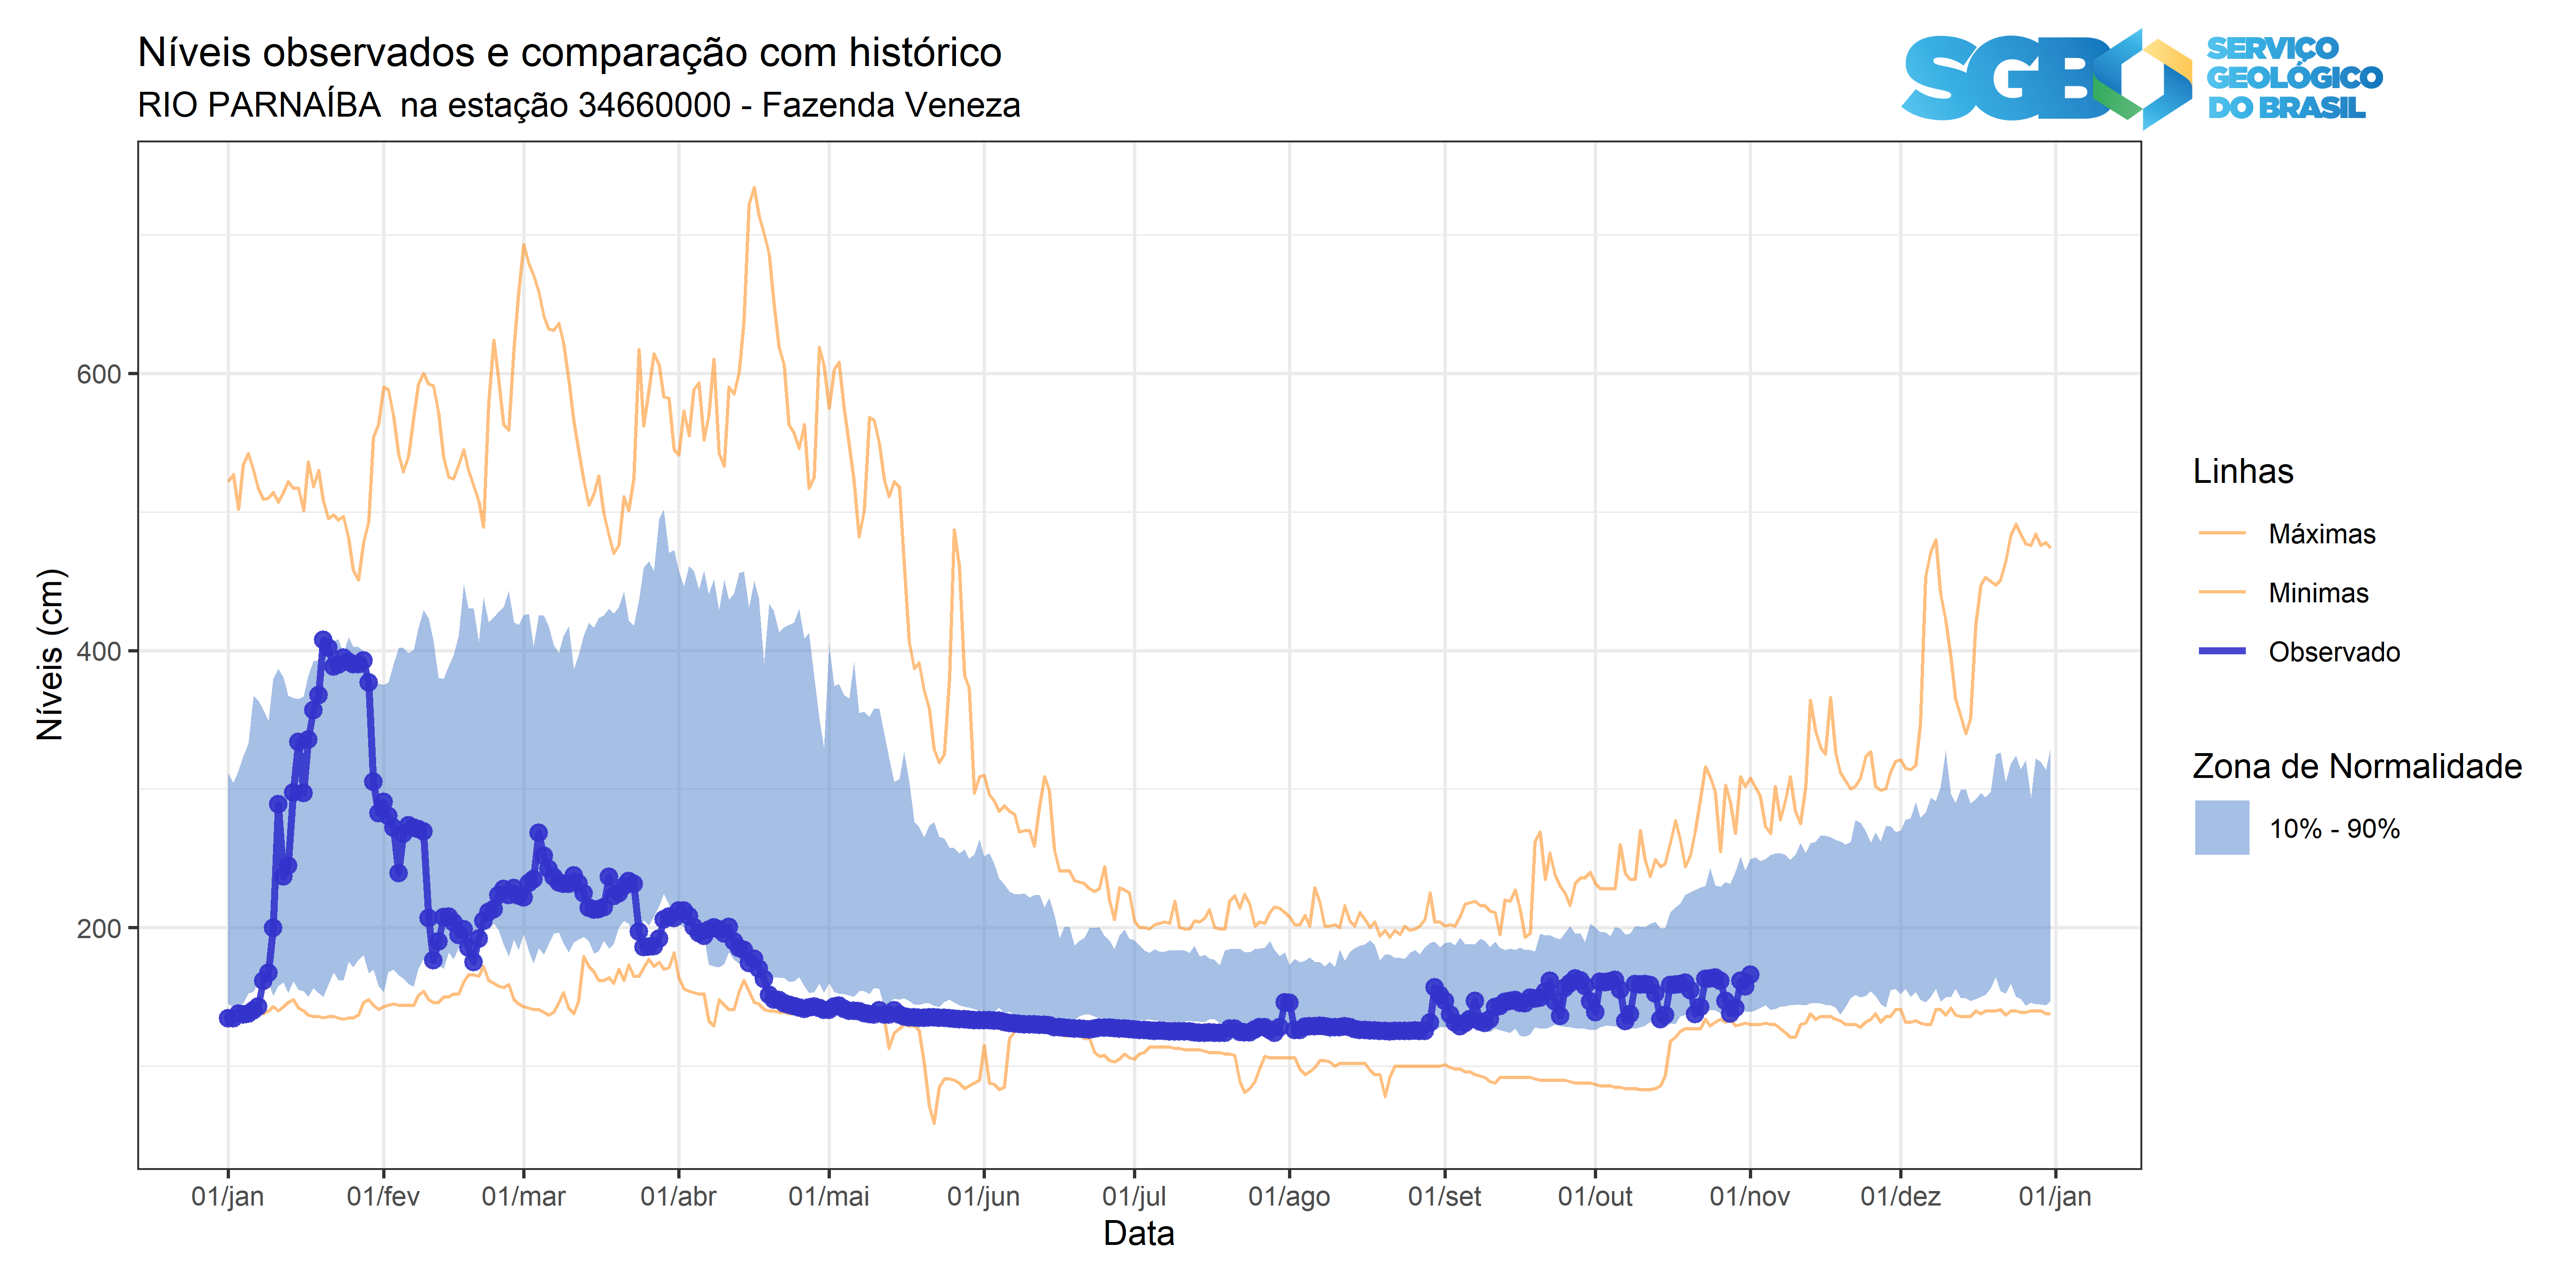 Níveis observados e comparação com histórico
RIO PARNAÍBA  na estação 34660000 - Fazenda Veneza
SGB
SERVIÇO
GEOLÓGICO
DO BRASIL
Níveis (cm)
600
400
200
01/jan
01/fev
01/mar
01/abr
01/mai
01/jun
01/jul
01/ago
01/set
01/out
01/nov
01/dez
01/jan
Data
Linhas
Máximas
Minimas
Observado
Zona de Normalidade
10% - 90%